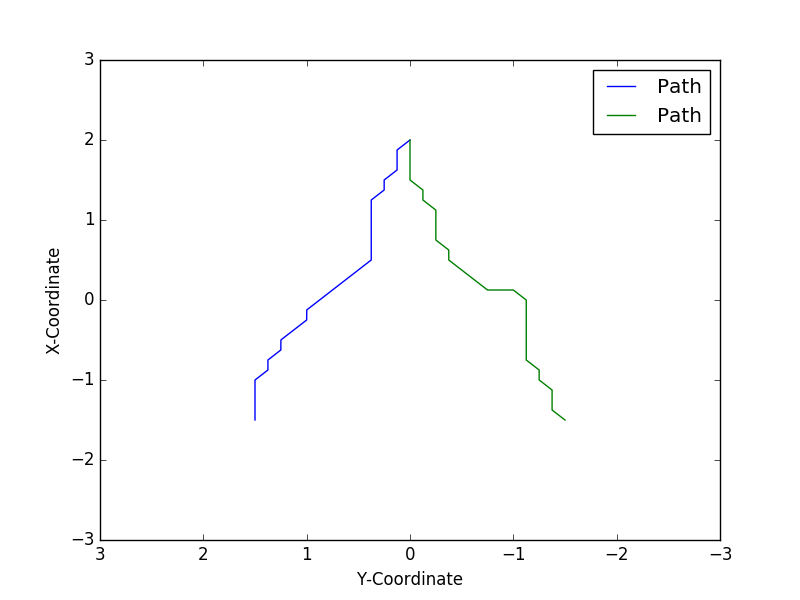 Path
Path
3
2
1
0
−1
−2
−3
X-Coordinate
3 2 1 0 −1 −2 −3
Y-Coordinate